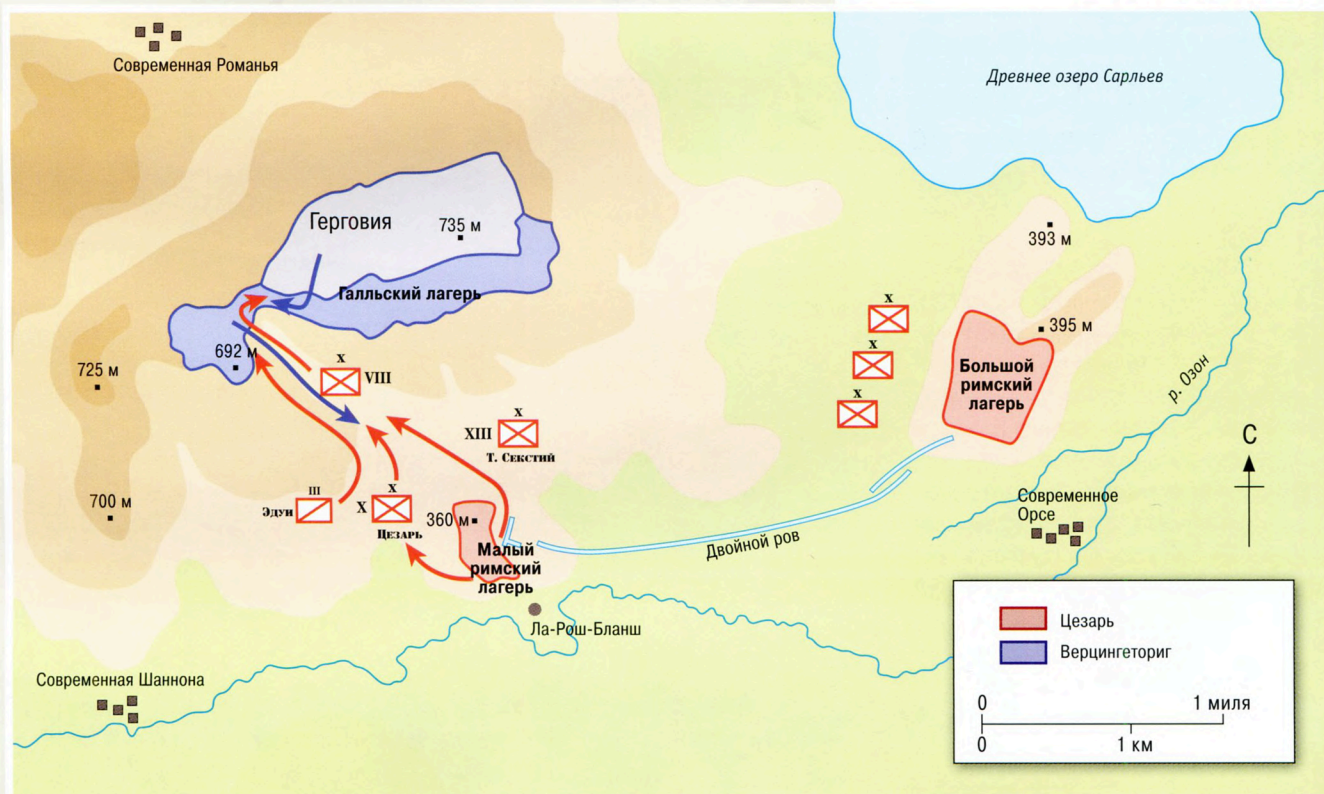 Современная Романья
Древнее озеро Сарльев
Герговия
735 м
393 м
Галльский лагерь
X
395 м
692 м
X
VIII
X
725 м
Большой
римский
лагерь
р. Озон
X
X
XIII
Т. Секстий
С
700 м
III
Эдуи
X
X
Цезарь
360 м
Современное
Орсе
Двойной ров
Малый
римский
лагерь
Ла-Рош-Бланш
Цезарь
Верцингеториг
Современная Шаннона
0
1 миля
0
1 км